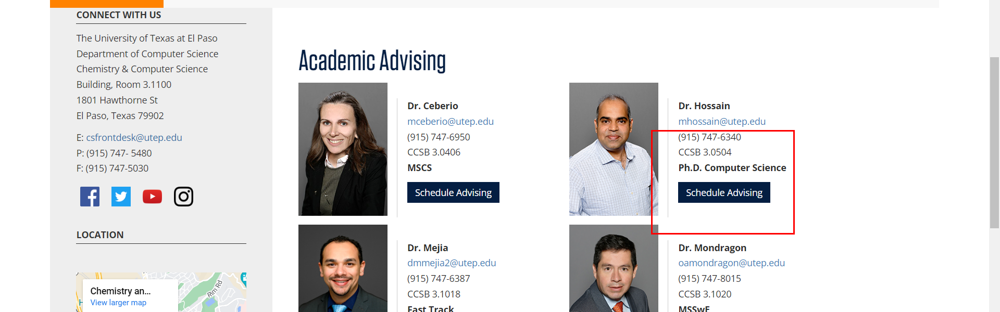 CONNECT WITH US
The University of Texas at El Paso
Department of Computer Science
Chemistry & Computer Science
Building, Room 3.1100
1801 Hawthorne St
El Paso, Texas 79902
E: csfrontdesk@utep.edu
P: (915) 747- 5480
F: (915) 747-5030
LOCATION
Chemistry an...
View larger map
Rim Rd
H
Academic Advising
Dr. Ceberio
mceberio@utep.edu
(915) 747-6950
CCSB 3.0406
MSCS
Schedule Advising
Dr. Hossain
mhossain@utep.edu
(915) 747-6340
CCSB 3.0504
Ph.D. Computer Science
Schedule Advising
Dr. Mejia
dmmejia2@utep.edu
(915) 747-6387
CCSB 3.1018
Fast Track
Dr. Mondragon
oamondragon@utep.edu
(915) 747-8015
CCSB 3.1020
MSSwE